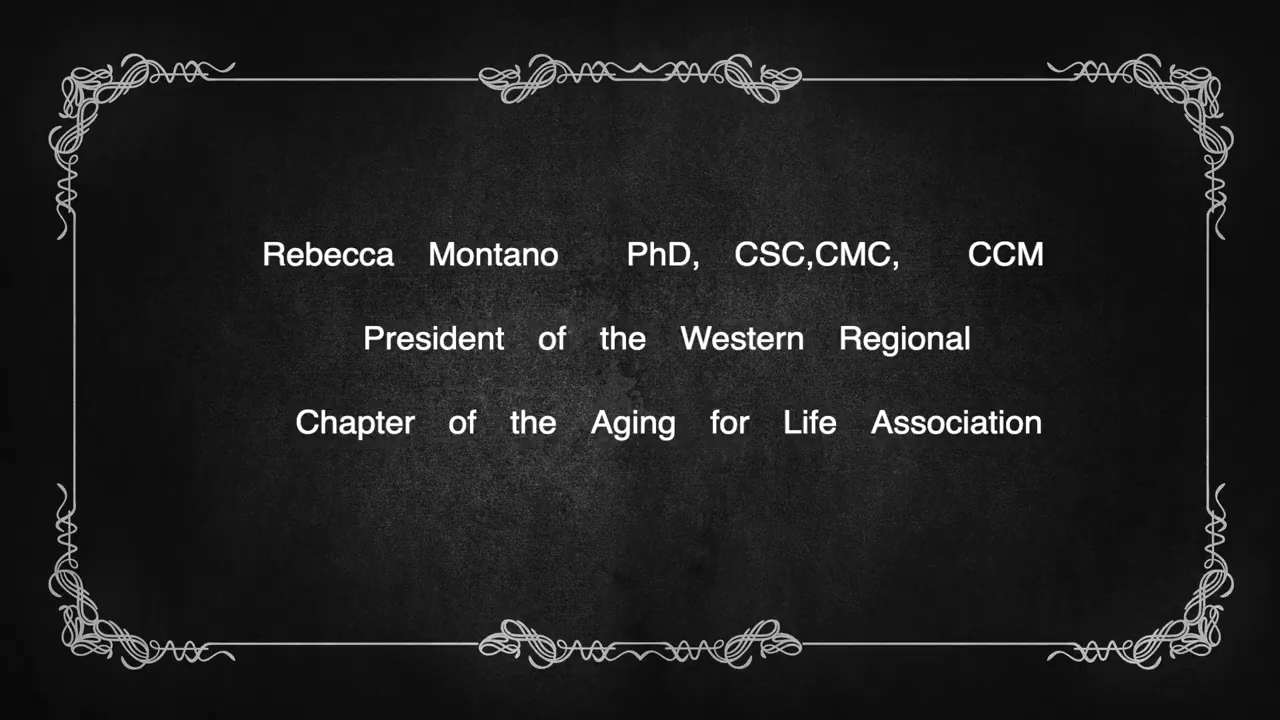 Rebecca Montano PhD, CSC,CMC, CCM
President of the Western Regional
Chapter of the Aging for Life Association